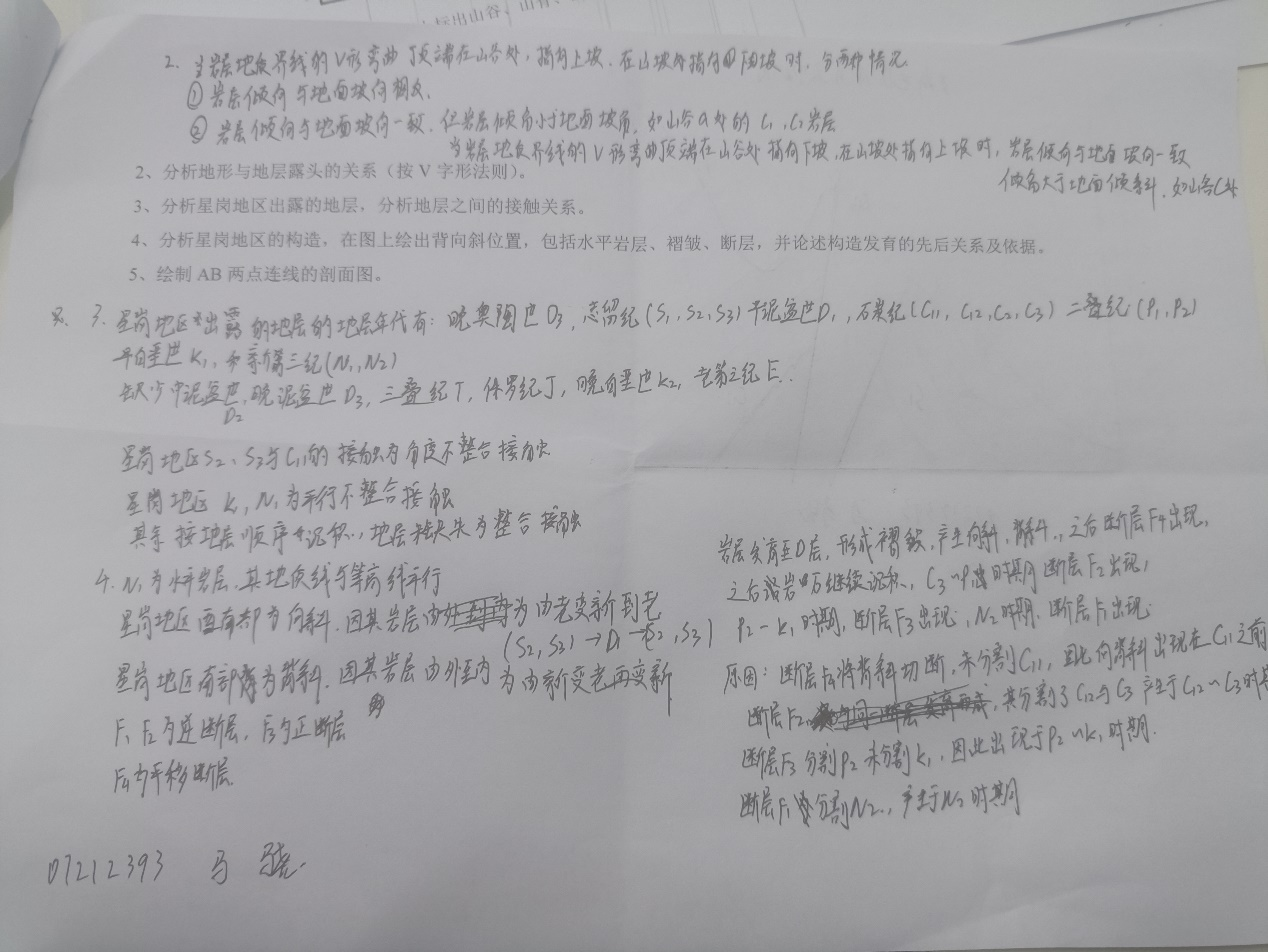 标出山谷、山脊、
2. 当岩层地质界线的V形弯曲顶端在山谷处,指向上坡.在山坡处指向下坡时.分两种情况
① 岩层倾向与地面坡向相反.
② 岩层倾向与地面坡向一致.但岩层倾角小于地面坡角,如山谷a处的C₁,C₂岩层
当岩层地质界线的V形弯曲顶端在山谷处指向下坡,在山坡处指向上坡时,岩层倾向与地面坡向一致
倾角大于地面倾斜.如山谷C处
2、分析地形与地层露头的关系(按V字形法则)。
3、分析星岗地区出露的地层,分析地层之间的接触关系。
4、分析星岗地区的构造,在图上绘出背向斜位置,包括水平岩层、褶皱、断层,并论述构造发育的先后关系及依据。
5、绘制AB两点连线的剖面图。
3. 星岗地区出露的地层的地层年代有:晚奥陶世D₃,志留纪(S₁,S₂,S₃)早泥盆世D₁,石炭纪(C₁₁,C₁₂,C₂,C₃)二叠纪(P₁,P₂)
早白垩世K₁,和新第三纪(N₁,N₂)
缺少中泥盆世D₂,晚泥盆世D₃,三叠纪T,侏罗纪J,晚白垩世K₂,老第三纪E..
星岗地区S₂、S₃与C₁₁的接触为角度不整合接触
星岗地区K₁,N₁为平行不整合接触
其余按地层顺序沉积..地层无缺失为整合接触
4. N₁为水平岩层.其地质线与等高线平行
星岗地区西南部为向斜.因其岩层由为由老变新到老
(S₂,S₃)→D₁→(S₂,S₃)
星岗地区南部为背斜.因其岩层由外至内为由新变老再变新
F₁ F₂为逆断层,F₃为正断层
F₄为平移断层
岩层发育至D层,形成褶皱,产生向斜,背斜.,之后断层F₄出现,
之后岩层继续沉积.,C₃~P时期断层F₂出现,
P₂-K₁时期,断层F₃出现;N₂时期.断层F₁出现.
原因:断层F₄将背斜切断,未分割C₁₁,因此向背斜出现在C₁₁之前
断层F₂,其分割了C₁₂与C₃产生于C₁₂~C₃时期
断层F₃分割P₂未分割K₁,因此出现于P₂~K₁时期.
断层F₁分割N₂..,产生于N₂时期
07212393 马骁.